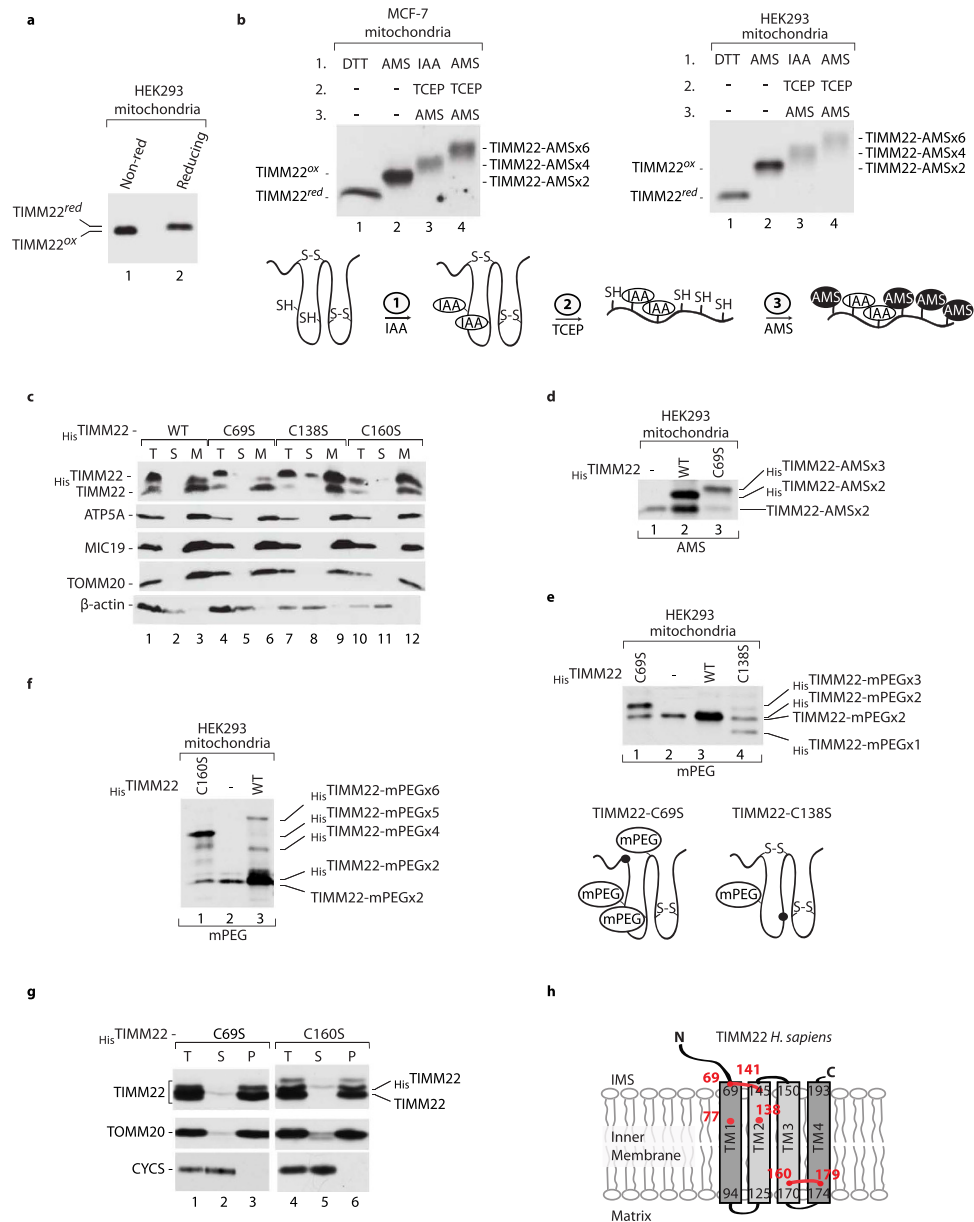 a
HEK293
mitochondria
Non-red
Reducing
TIMM22red
TIMM22ox
1 2
b
MCF-7
mitochondria
1. DTT AMS IAA AMS
2. - - TCEP TCEP
3. - - AMS AMS
TIMM22ox -
TIMM22red -
- TIMM22-AMSx6
- TIMM22-AMSx4
- TIMM22-AMSx2
1 2 3 4
HEK293
mitochondria
1. DTT AMS IAA AMS
2. - - TCEP TCEP
3. - - AMS AMS
TIMM22ox -
TIMM22red -
- TIMM22-AMSx6
- TIMM22-AMSx4
- TIMM22-AMSx2
1 2 3 4
S-S
SH
SH
S-S
1
IAA
S-S
IAA
IAA
S-S
2
TCEP
SH
IAA
IAA
SH
SH
SH
3
AMS
AMS
IAA
IAA
AMS
AMS
AMS
c
HisTIMM22 - WT C69S C138S C160S
T S M T S M T S M T S M
HisTIMM22 -
TIMM22 -
ATP5A -
MIC19 -
TOMM20 -
β-actin -
1 2 3 4 5 6 7 8 9 10 11 12
d
HEK293
mitochondria
HisTIMM22 - WT C69S
HisTIMM22-AMSx3
HisTIMM22-AMSx2
TIMM22-AMSx2
1 2 3
AMS
e
HEK293
mitochondria
HisTIMM22 C69S - WT C138S
HisTIMM22-mPEGx3
HisTIMM22-mPEGx2
TIMM22-mPEGx2
HisTIMM22-mPEGx1
1 2 3 4
mPEG
TIMM22-C69S
mPEG
mPEG
mPEG
S-S
TIMM22-C138S
S-S
mPEG
S-S
f
HEK293
mitochondria
HisTIMM22 C160S - WT
HisTIMM22-mPEGx6
HisTIMM22-mPEGx5
HisTIMM22-mPEGx4
HisTIMM22-mPEGx2
TIMM22-mPEGx2
1 2 3
mPEG
g
HisTIMM22 - C69S C160S
T S P T S P
TIMM22
HisTIMM22
TIMM22
TOMM20 -
CYCS -
1 2 3 4 5 6
h
TIMM22 H. sapiens
N
C
IMS
69 141
69 145 150 193
77 138
TM1 TM2 TM3 TM4
Inner
Membrane
160 179
94 125 170 174
Matrix